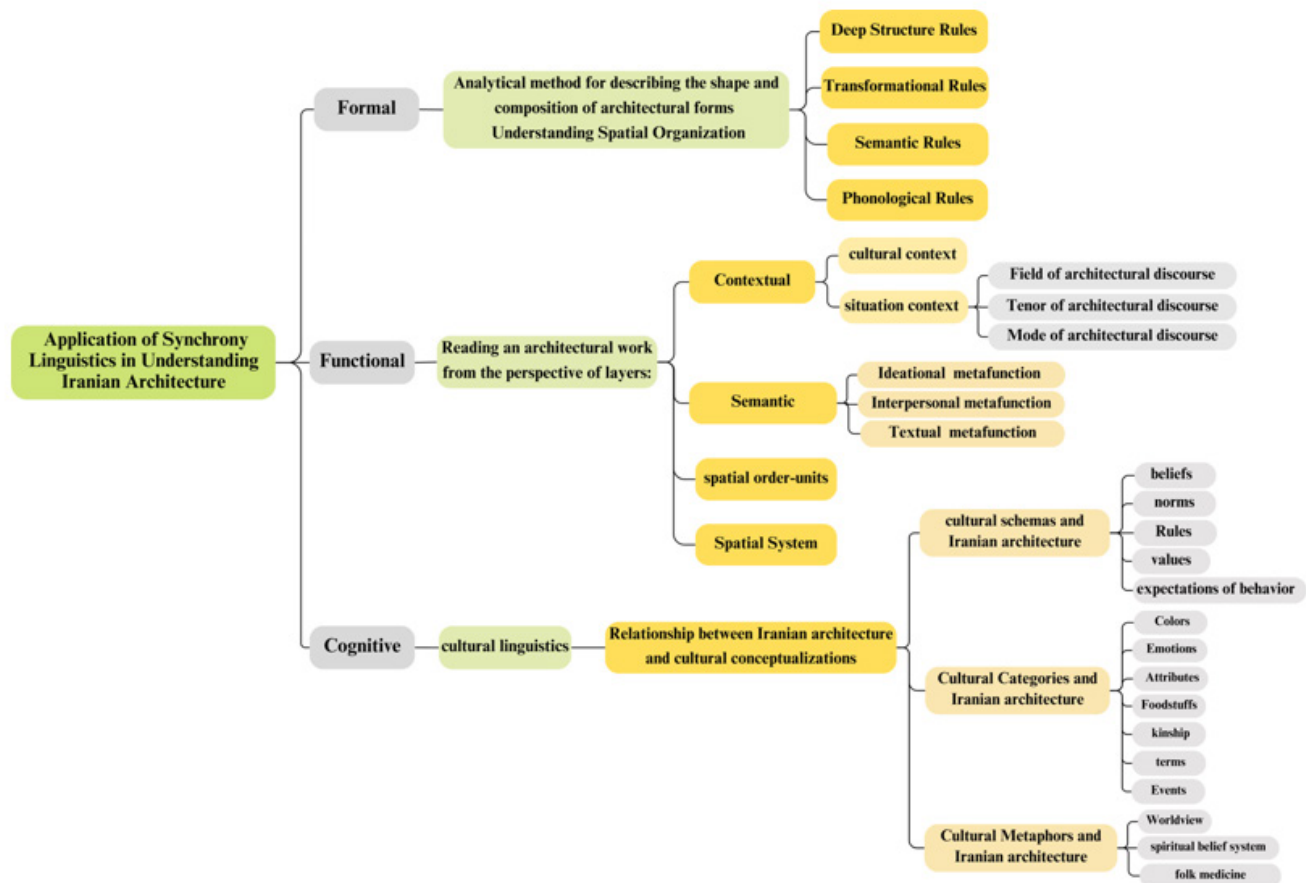 Application of Synchrony
Linguistics in Understanding
Iranian Architecture
Formal
Analytical method for describing the shape and
composition of architectural forms
Understanding Spatial Organization
Deep Structure Rules
Transformational Rules
Semantic Rules
Phonological Rules
Functional
Reading an architectural work
from the perspective of layers:
Contextual
cultural context
situation context
Field of architectural discourse
Tenor of architectural discourse
Mode of architectural discourse
Semantic
Ideational metafunction
Interpersonal metafunction
Textual metafunction
spatial order-units
Spatial System
Cognitive
cultural linguistics
Relationship between Iranian architecture
and cultural conceptualizations
cultural schemas and
Iranian architecture
beliefs
norms
Rules
values
expectations of behavior
Cultural Categories and
Iranian architecture
Colors
Emotions
Attributes
Foodstuffs
kinship
terms
Events
Cultural Metaphors and
Iranian architecture
Worldview
spiritual belief system
folk medicine